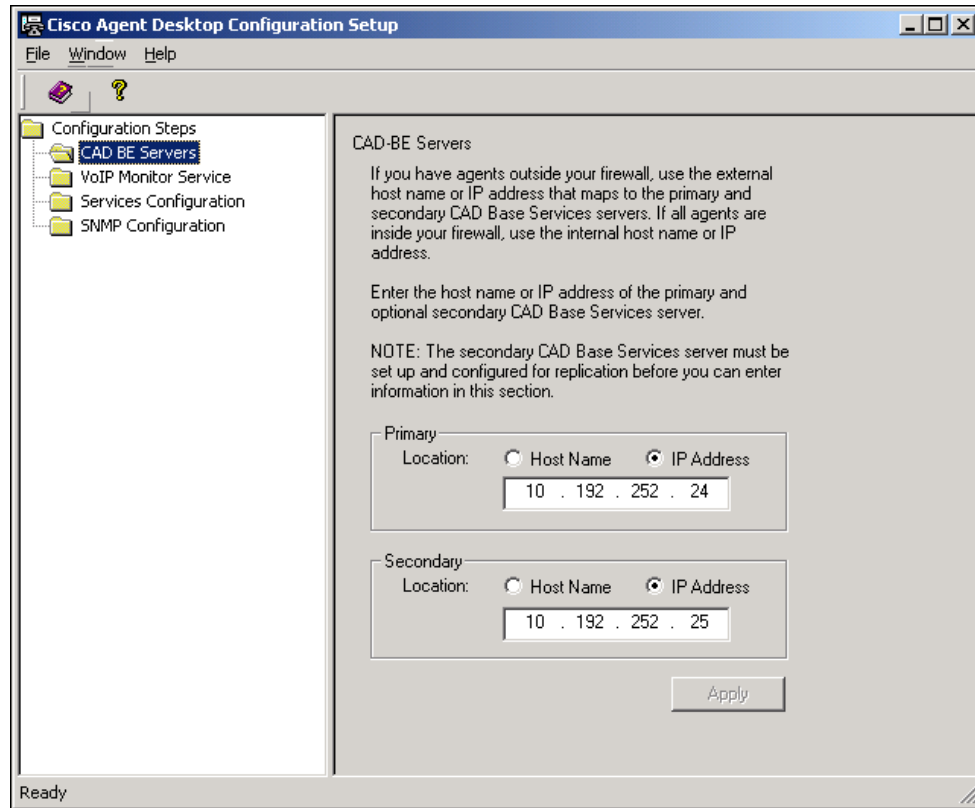 Cisco Agent Desktop Configuration Setup
File Window Help
Configuration Steps
CAD BE Servers
VoIP Monitor Service
Services Configuration
SNMP Configuration
CAD-BE Servers
If you have agents outside your firewall, use the external
host name or IP address that maps to the primary and
secondary CAD Base Services servers. If all agents are
inside your firewall, use the internal host name or IP
address.
Enter the host name or IP address of the primary and
optional secondary CAD Base Services server.
NOTE: The secondary CAD Base Services server must be
set up and configured for replication before you can enter
information in this section.
Primary
Location: Host Name IP Address
10 . 192 . 252 . 24
Secondary
Location: Host Name IP Address
10 . 192 . 252 . 25
Apply
Ready